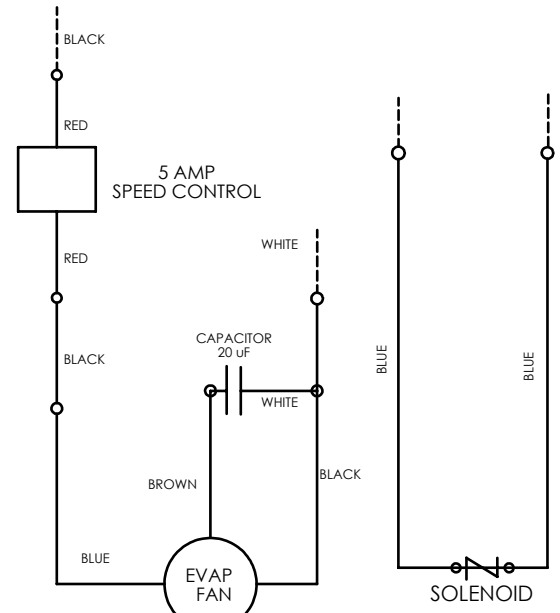 BLACK
RED
5 AMP
SPEED CONTROL
RED
WHITE
CAPACITOR
20 uF
BLACK
WHITE
BLUE
BLUE
BROWN
BLACK
BLUE
EVAP
FAN
SOLENOID